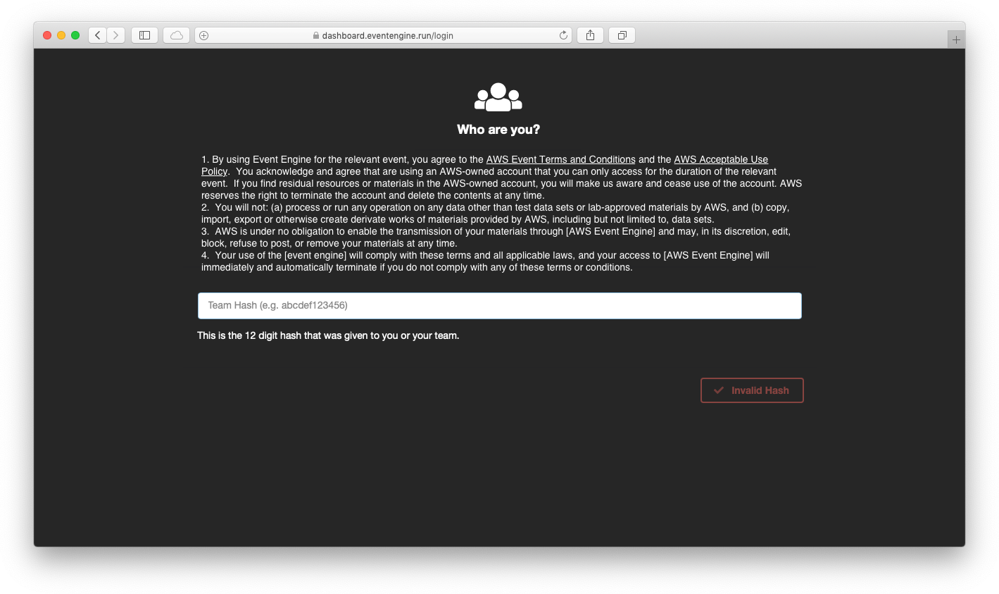 dashboard.eventengine.run/login
Who are you?
1. By using Event Engine for the relevant event, you agree to the AWS Event Terms and Conditions and the AWS Acceptable Use
Policy.  You acknowledge and agree that are using an AWS-owned account that you can only access for the duration of the relevant
event.  If you find residual resources or materials in the AWS-owned account, you will make us aware and cease use of the account. AWS
reserves the right to terminate the account and delete the contents at any time.
2.  You will not: (a) process or run any operation on any data other than test data sets or lab-approved materials by AWS, and (b) copy,
import, export or otherwise create derivate works of materials provided by AWS, including but not limited to, data sets.
3.  AWS is under no obligation to enable the transmission of your materials through [AWS Event Engine] and may, in its discretion, edit,
block, refuse to post, or remove your materials at any time.
4.  Your use of the [event engine] will comply with these terms and all applicable laws, and your access to [AWS Event Engine] will
immediately and automatically terminate if you do not comply with any of these terms or conditions.
Team Hash (e.g. abcdef123456)
This is the 12 digit hash that was given to you or your team.
Invalid Hash